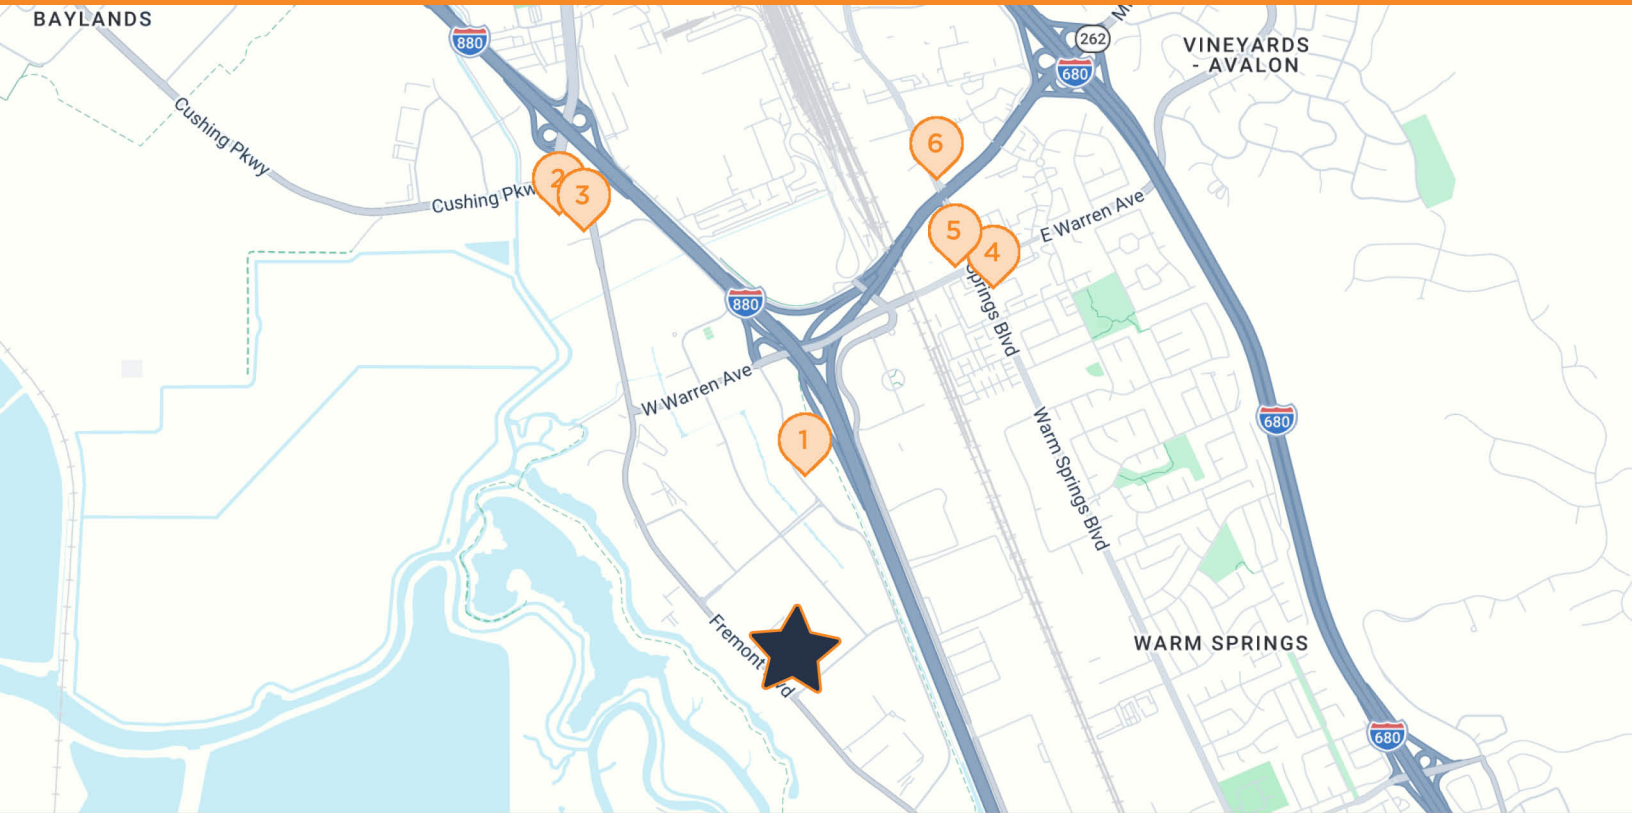 BAYLANDS
880
262
680
VINEYARDS
- AVALON
Cushing Pkwy
6
2
3
Cushing Pkw
E Warren Ave
5
4
880
Springs Blvd
W Warren Ave
680
1
Warm Springs Blvd
Fremont
WARM SPRINGS
680